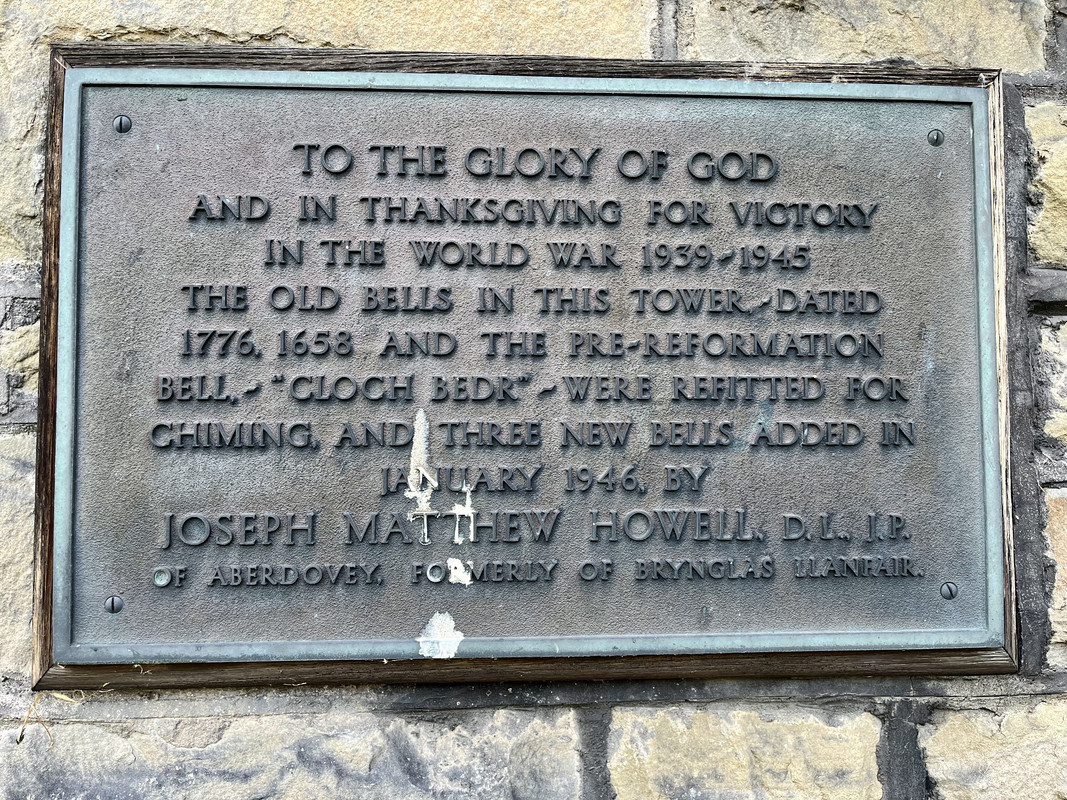 TO THE GLORY OF GOD
AND IN THANKSGIVING FOR VICTORY
IN THE WORLD WAR 1939~1945
THE OLD BELLS IN THIS TOWER,~DATED
1776, 1658 AND THE PRE-REFORMATION
BELL,~"CLOCH BEDR"~WERE REFITTED FOR
CHIMING, AND THREE NEW BELLS ADDED IN
JANUARY 1946, BY
JOSEPH MATTHEW HOWELL, D.L., J.P.
OF ABERDOVEY, FORMERLY OF BRYNGLAS LLANFAIR.